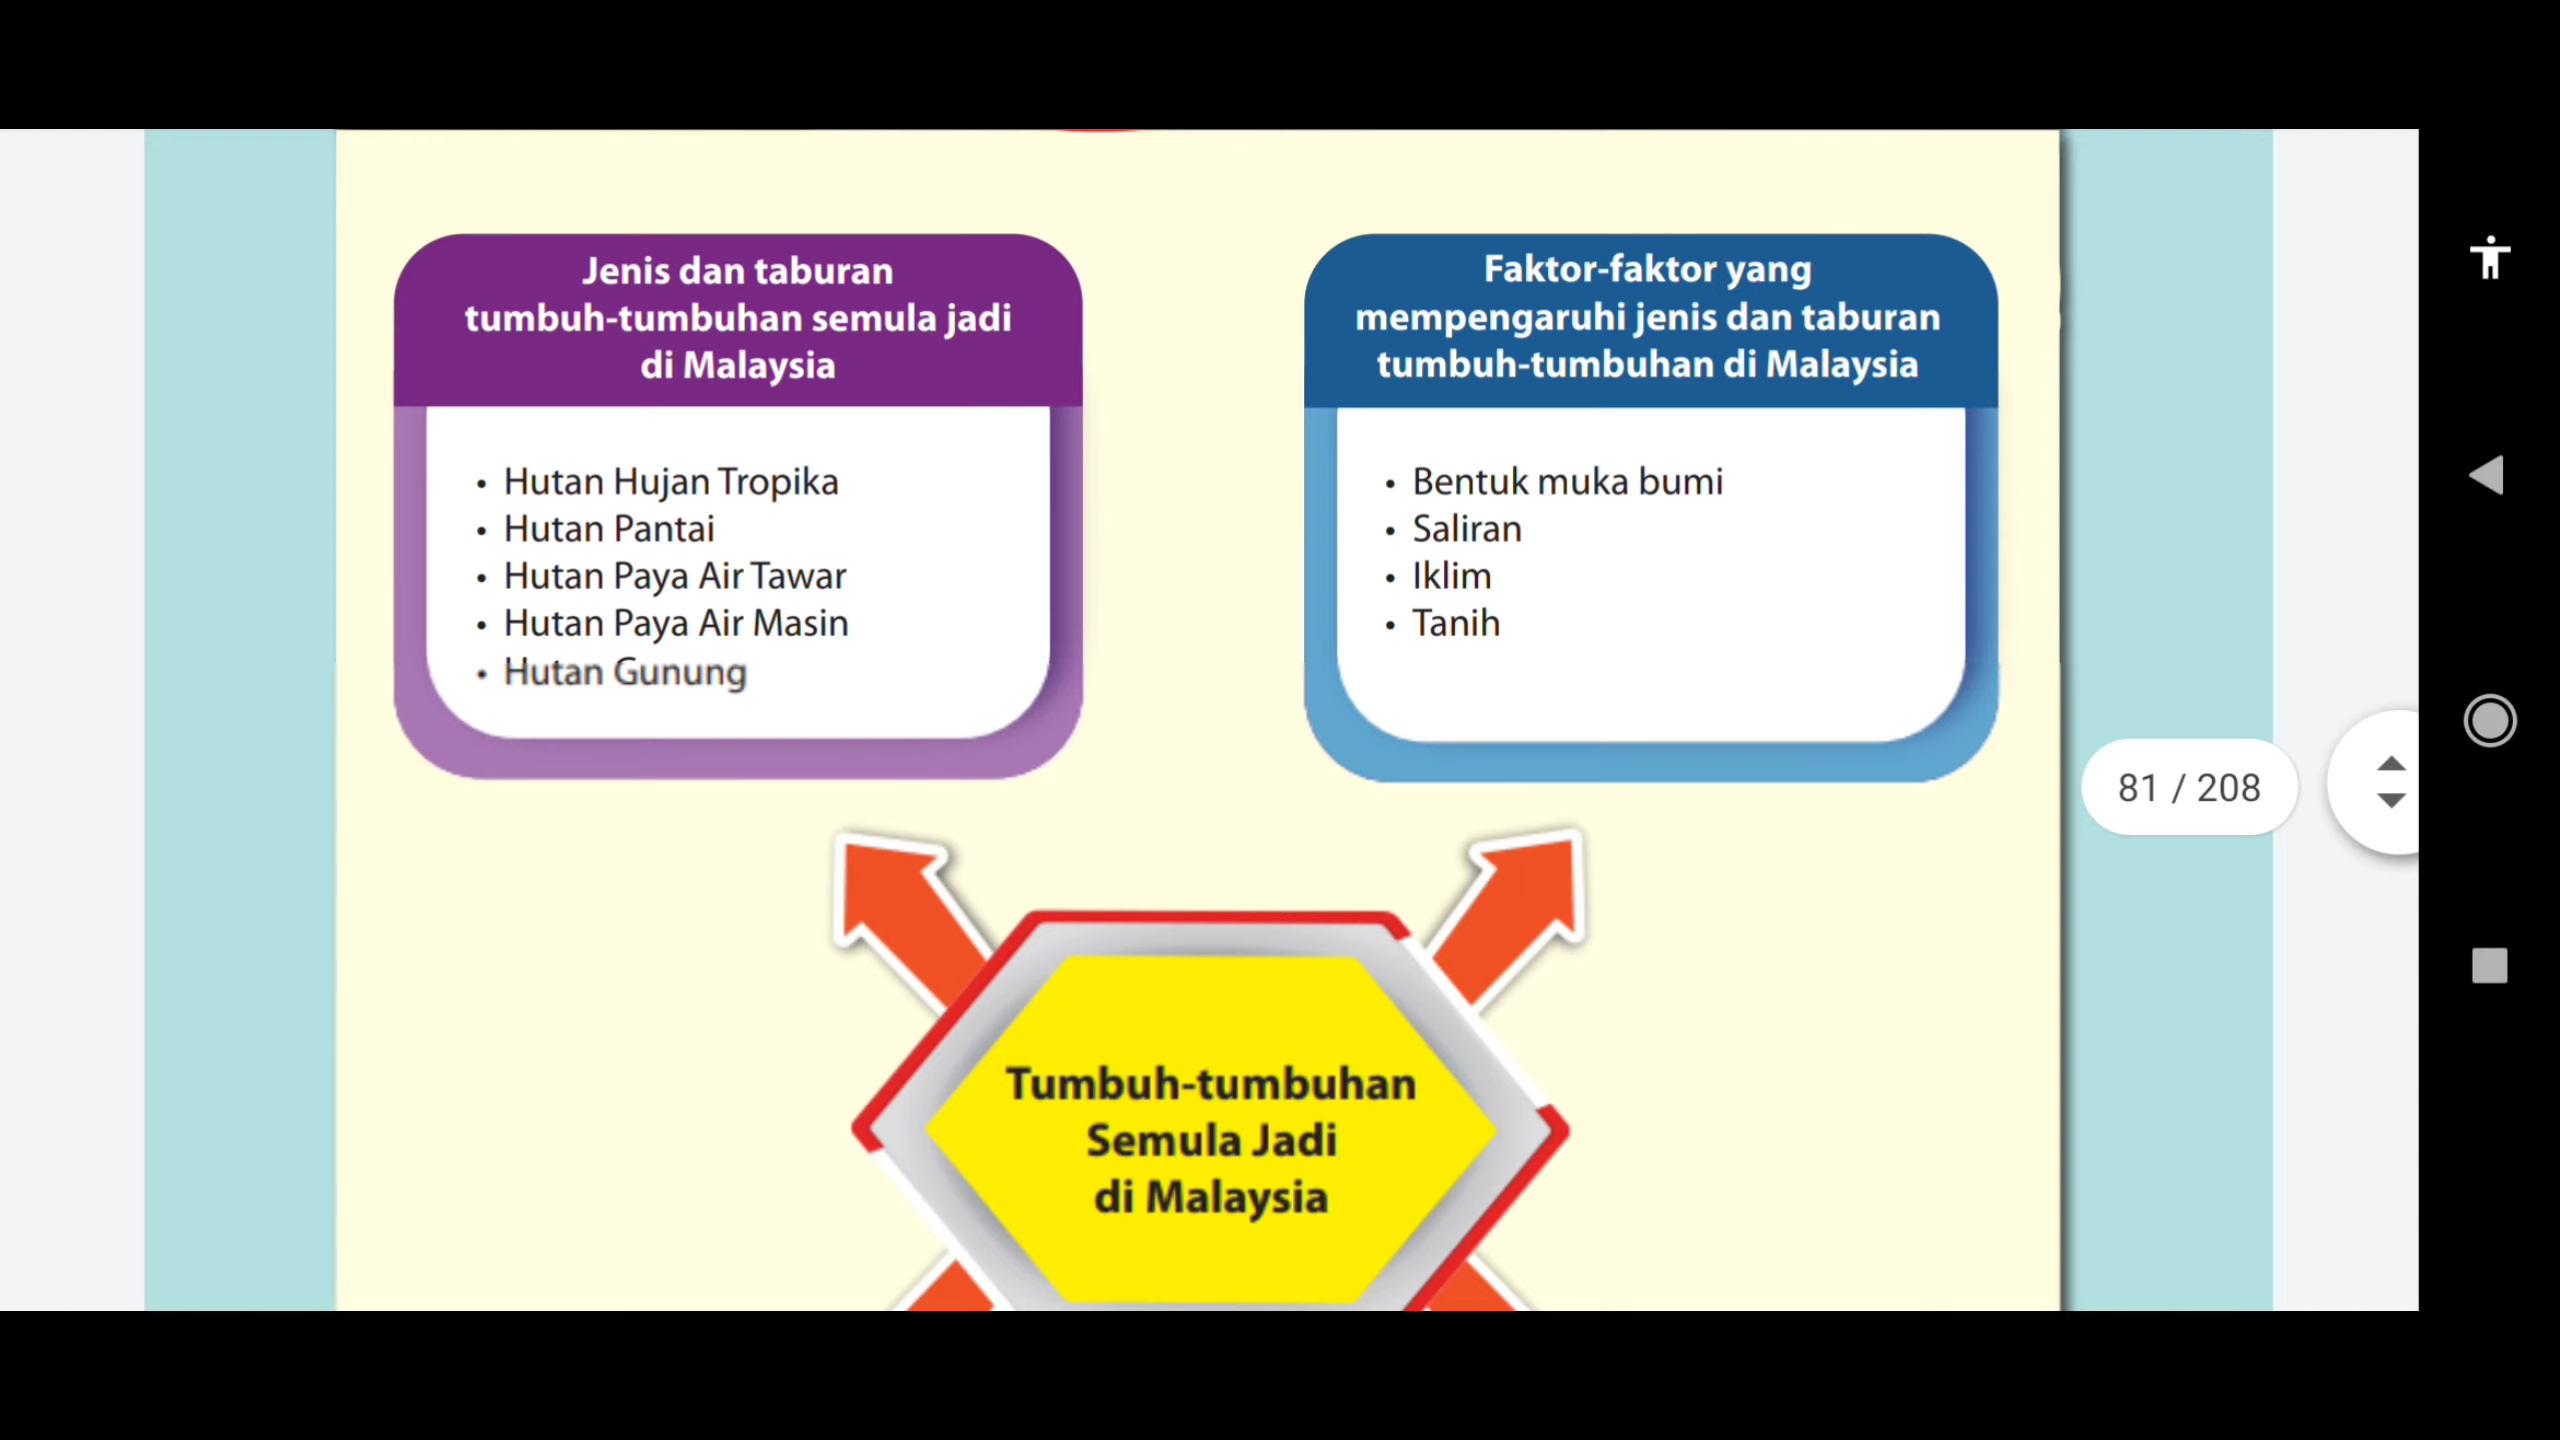 Jenis dan taburan
tumbuh-tumbuhan semula jadi
di Malaysia
• Hutan Hujan Tropika
• Hutan Pantai
• Hutan Paya Air Tawar
• Hutan Paya Air Masin
• Hutan Gunung
Faktor-faktor yang
mempengaruhi jenis dan taburan
tumbuh-tumbuhan di Malaysia
• Bentuk muka bumi
• Saliran
• Iklim
• Tanih
81 / 208
Tumbuh-tumbuhan
Semula Jadi
di Malaysia